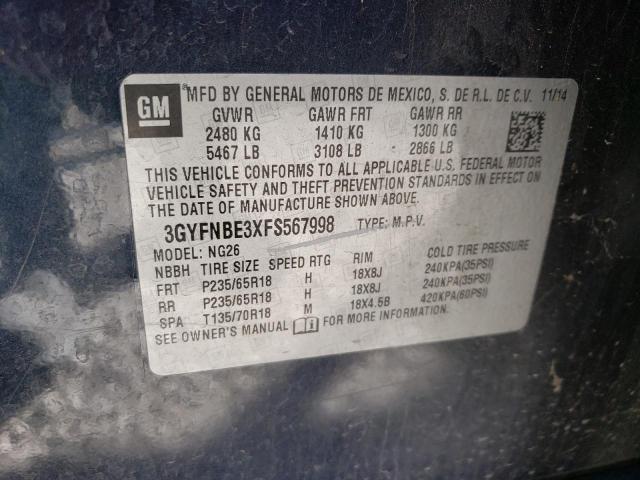 GM
® MFD BY GENERAL MOTORS DE MEXICO, S. DE R.L. DE C.V. 11/14
GVWR GAWR FRT GAWR RR
2480 KG 1410 KG 1300 KG
5467 LB 3108 LB 2866 LB
THIS VEHICLE CONFORMS TO ALL APPLICABLE U.S. FEDERAL MOTOR
VEHICLE SAFETY AND THEFT PREVENTION STANDARDS IN EFFECT ON
THE DATE OF MANUFACTURE SHOWN ABOVE.
3GYFNBE3XFS567998 TYPE: M.P.V.
MODEL: NG26
NBBH TIRE SIZE SPEED RTG RIM COLD TIRE PRESSURE
FRT P235/65R18 H 18X8J 240KPA(35PSI)
RR P235/65R18 H 18X8J 240KPA(35PSI)
SPA T135/70R18 M 18X4.5B 420KPA(60PSI)
SEE OWNER'S MANUAL FOR MORE INFORMATION.